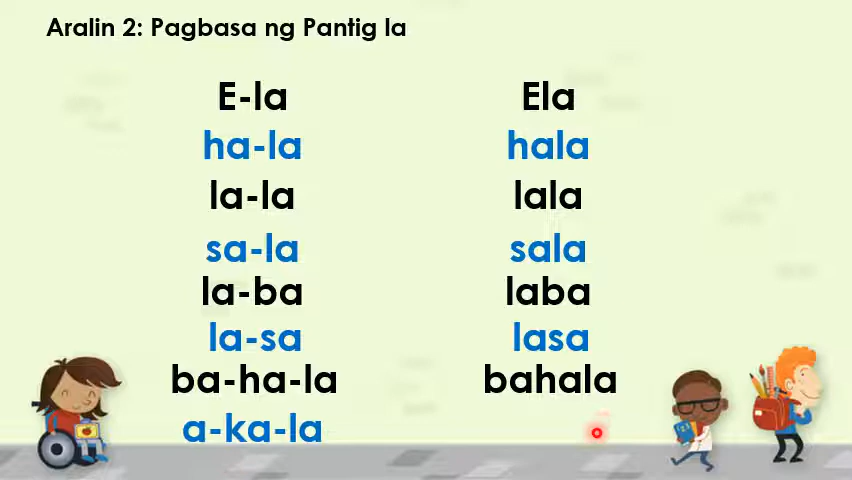 Aralin 2: Pagbasa ng Pantig la
E-la Ela
ha-la hala
la-la lala
sa-la sala
la-ba laba
la-sa lasa
ba-ha-la bahala
a-ka-la